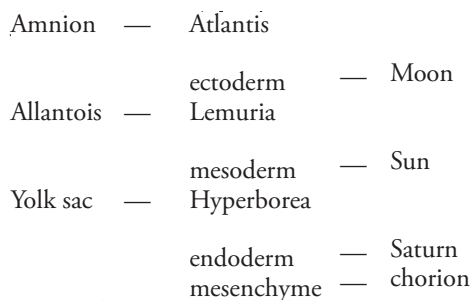 Amnion — Atlantis
— Moon
ectoderm
Allantois — Lemuria
— Sun
mesoderm
Yolk sac — Hyperborea
endoderm — Saturn
mesenchyme — chorion